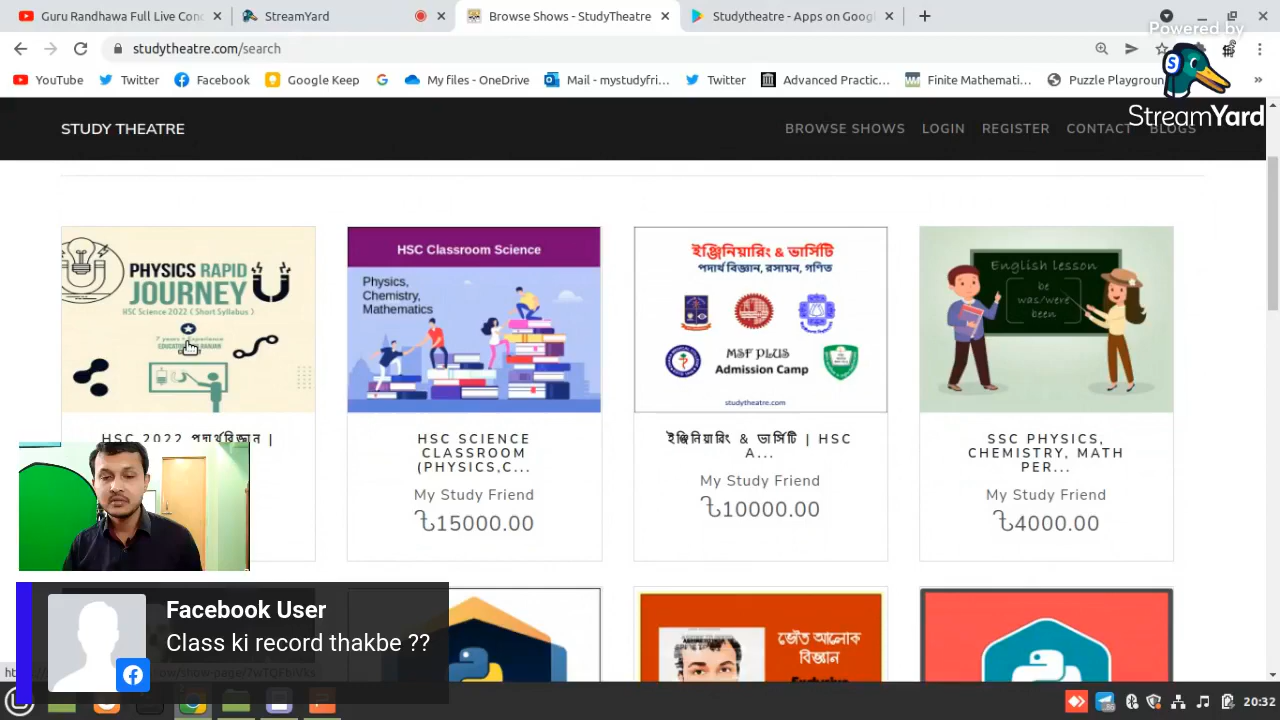 Guru Randhawa Full Live Con
StreamYard
Browse Shows - StudyTheatre
Studytheatre - Apps on Goog
studytheatre.com/search
Powered by
YouTube
Twitter
Facebook
Google Keep
My files - OneDrive
Mail - mystudyfri...
Twitter
Advanced Practic...
Finite Mathemati...
Puzzle Playgroun
StreamYard
STUDY THEATRE
BROWSE SHOWS
LOGIN
REGISTER
CONTACT
BLOGS
PHYSICS RAPID
JOURNEY
HSC Science 2022 ( Short Syllabus )
HSC Classroom Science
Physics,
Chemistry,
Mathematics
ইঞ্জিনিয়ারিং & ভার্সিটি
পদার্থ বিজ্ঞান, রসায়ন, গণিত
MSF PLUS
Admission Camp
studytheatre.com
English lesson
be
was/were
been
HSC 2022 পদার্থবিজ্ঞান |
HSC SCIENCE
CLASSROOM
(PHYSICS,C...
My Study Friend
৳15000.00
ইঞ্জিনিয়ারিং & ভার্সিটি | HSC
A...
My Study Friend
৳10000.00
SSC PHYSICS,
CHEMISTRY, MATH
PER...
My Study Friend
৳4000.00
জৈত আলোক
বিজ্ঞান
Facebook User
Class ki record thakbe ??
20:32